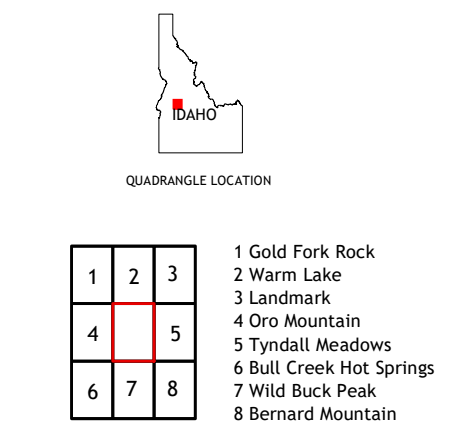 IDAHO
QUADRANGLE LOCATION
1 2 3
4 5
6 7 8
1 Gold Fork Rock
2 Warm Lake
3 Landmark
4 Oro Mountain
5 Tyndall Meadows
6 Bull Creek Hot Springs
7 Wild Buck Peak
8 Bernard Mountain